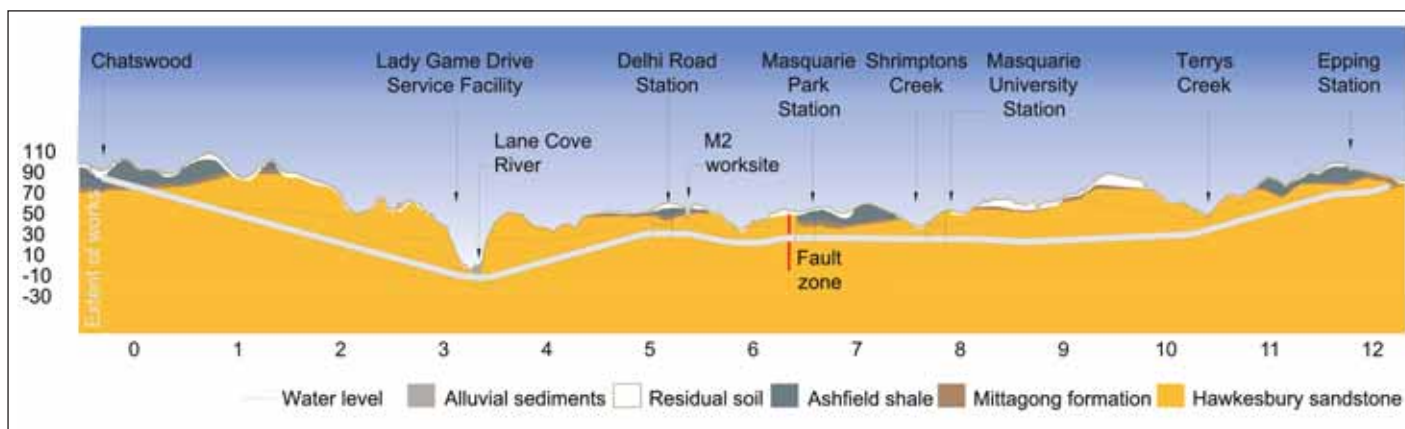 Chatswood
Lady Game Drive
Service Facility
Delhi Road
Station
Masquarie
Park
Station
Shrimptons
Creek
Masquarie
University
Station
Terrys
Creek
Epping
Station
Lane Cove
River
M2
worksite
110
90
70
50
30
10
-10
-30
Extent of works
Fault
zone
0 1 2 3 4 5 6 7 8 9 10 11 12
Water level Alluvial sediments Residual soil Ashfield shale Mittagong formation Hawkesbury sandstone